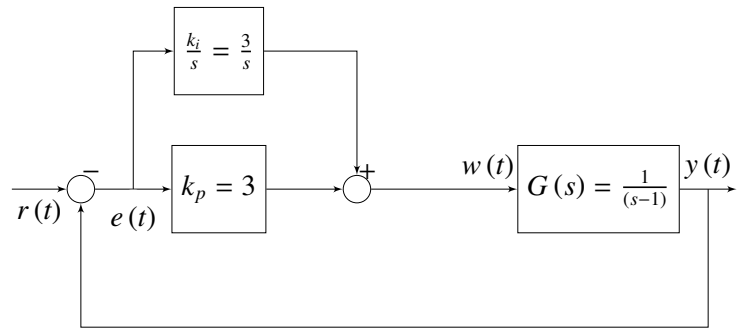 k_i/s = 3/s
−
+
r(t)
e(t)
k_p = 3
w(t)
G(s) = 1/(s−1)
y(t)